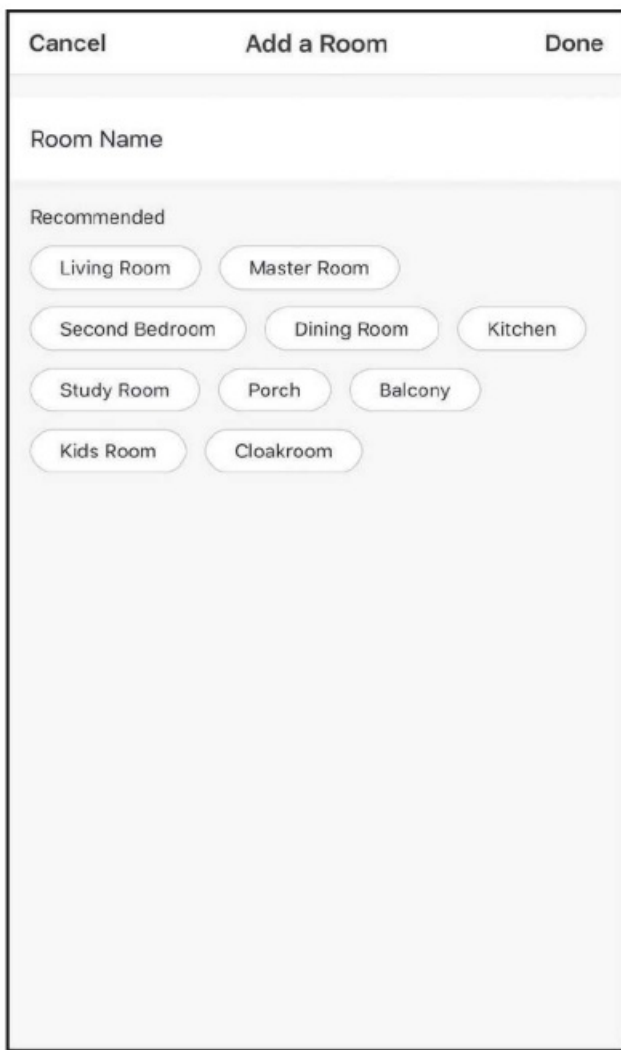 Cancel Add a Room Done
Room Name
Recommended
Living Room Master Room
Second Bedroom Dining Room Kitchen
Study Room Porch Balcony
Kids Room Cloakroom